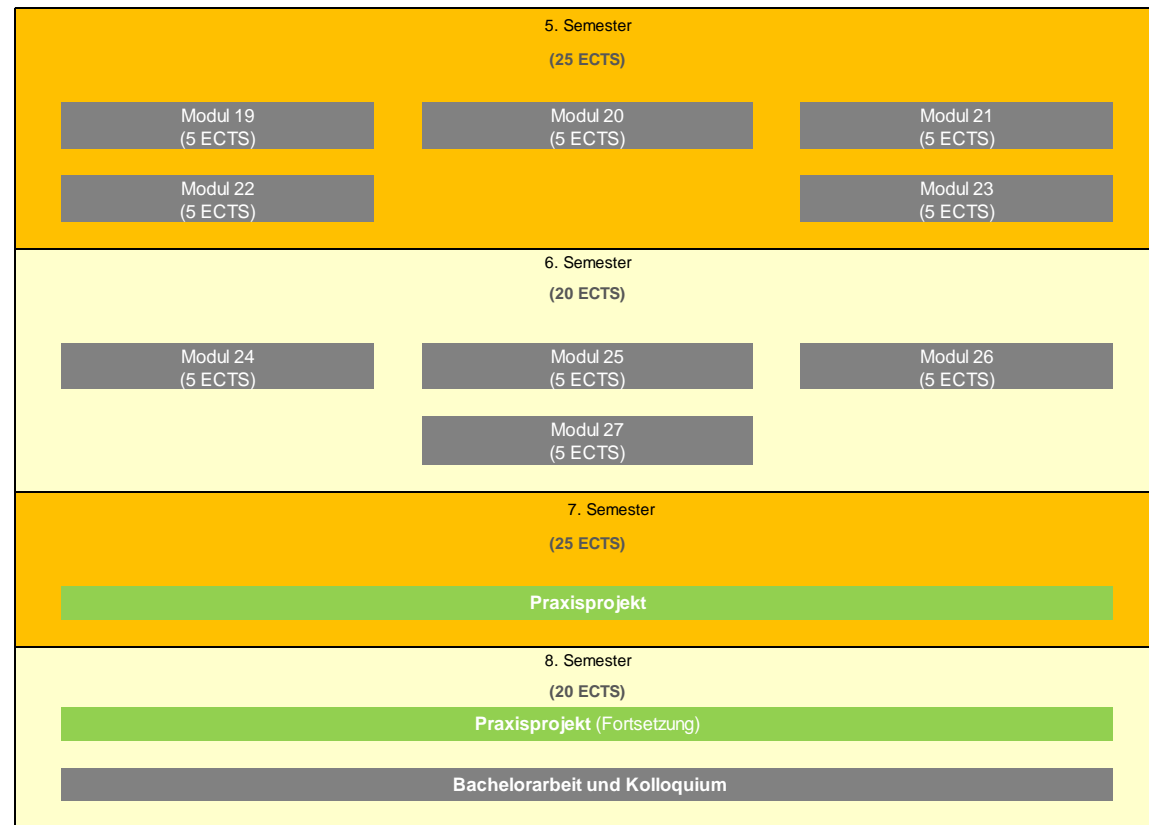 5. Semester
(25 ECTS)
Modul 19
(5 ECTS)
Modul 20
(5 ECTS)
Modul 21
(5 ECTS)
Modul 22
(5 ECTS)
Modul 23
(5 ECTS)
6. Semester
(20 ECTS)
Modul 24
(5 ECTS)
Modul 25
(5 ECTS)
Modul 26
(5 ECTS)
Modul 27
(5 ECTS)
7. Semester
(25 ECTS)
Praxisprojekt
8. Semester
(20 ECTS)
Praxisprojekt (Fortsetzung)
Bachelorarbeit und Kolloquium